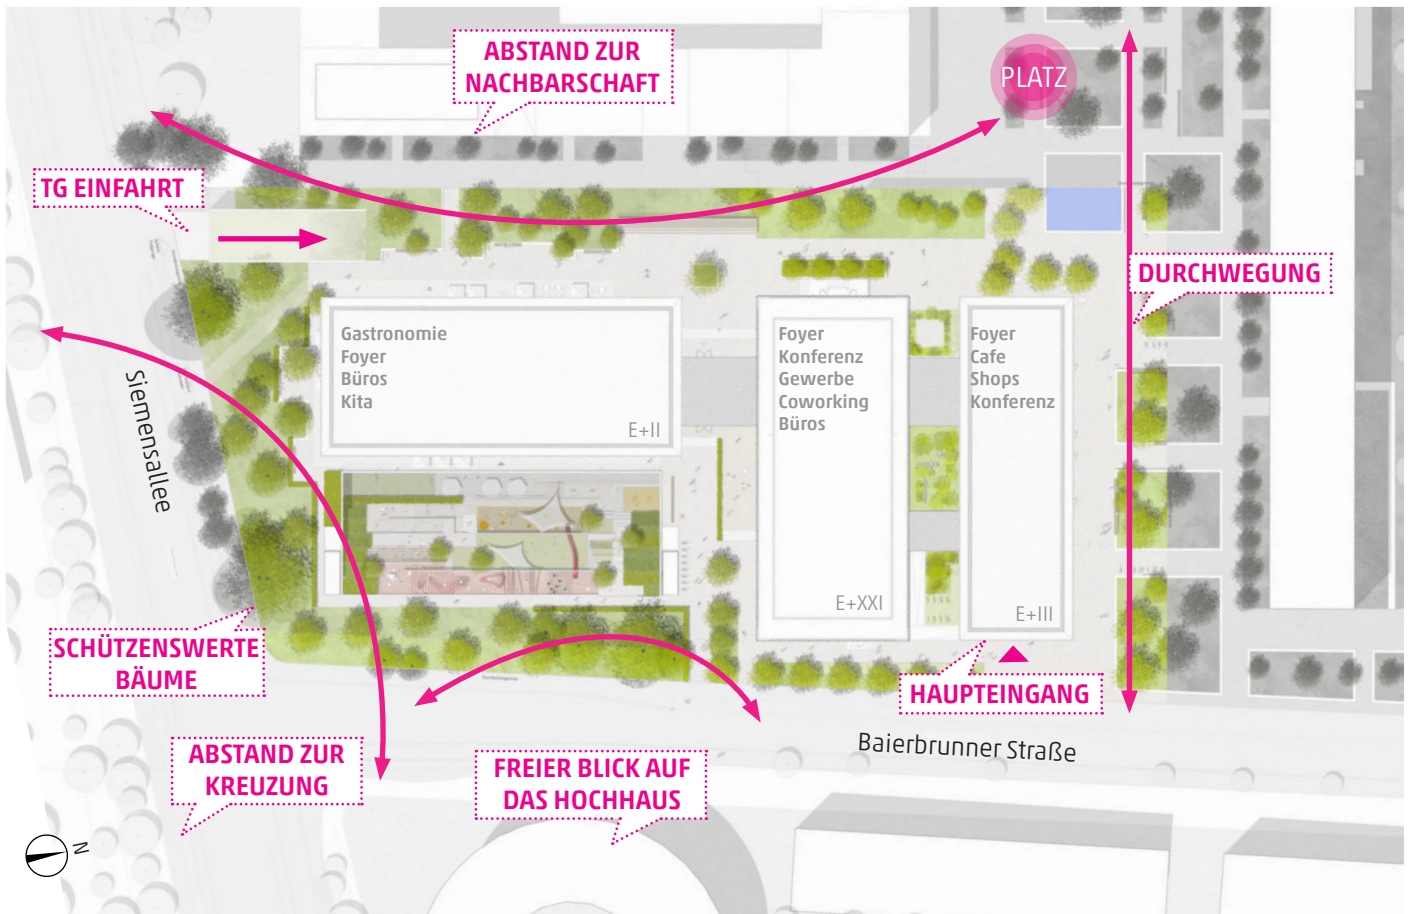 ABSTAND ZUR
NACHBARSCHAFT
PLATZ
TG EINFAHRT
DURCHWEGUNG
Gastronomie
Foyer
Büros
Kita
E+II
Foyer
Konferenz
Gewerbe
Coworking
Büros
E+XXI
Foyer
Cafe
Shops
Konferenz
E+III
Siemensallee
SCHÜTZENSWERTE
BÄUME
HAUPTEINGANG
ABSTAND ZUR
KREUZUNG
FREIER BLICK AUF
DAS HOCHHAUS
Baierbrunner Straße
N